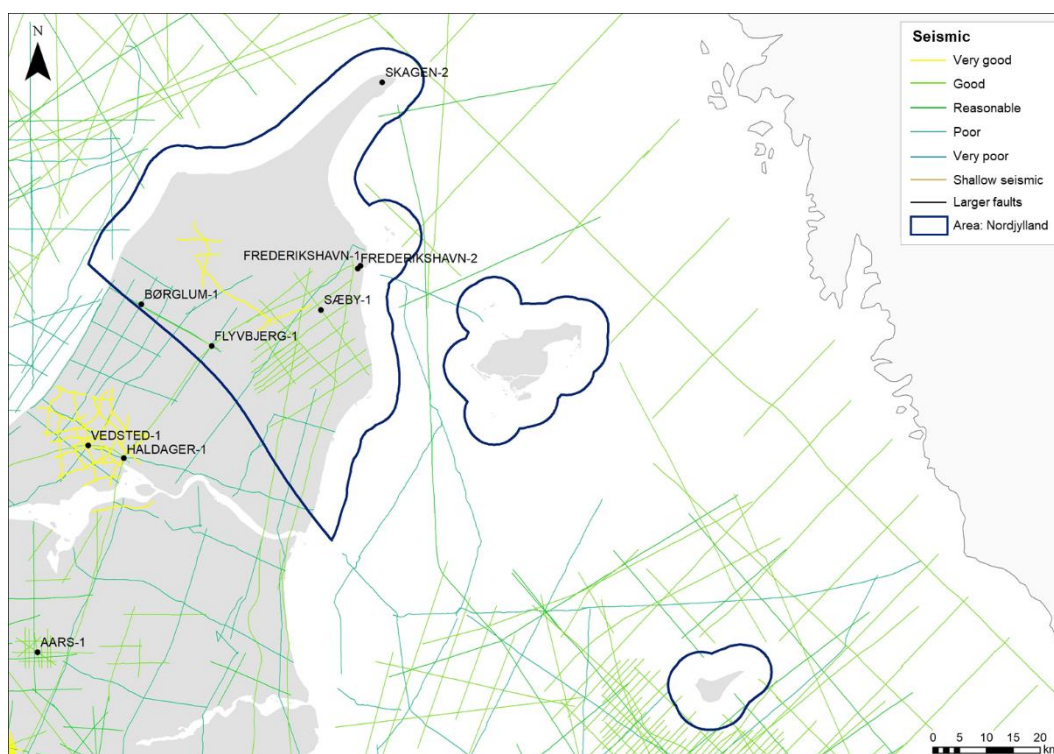 N
SKAGEN-2
FREDERIKSHAVN-1
FREDERIKSHAVN-2
BØRGLUM-1
SÆBY-1
FLYVBJERG-1
VEDSTED-1
HALDAGER-1
AARS-1
Seismic
Very good
Good
Reasonable
Poor
Very poor
Shallow seismic
Larger faults
Area: Nordjylland
0 5 10 15 20
km